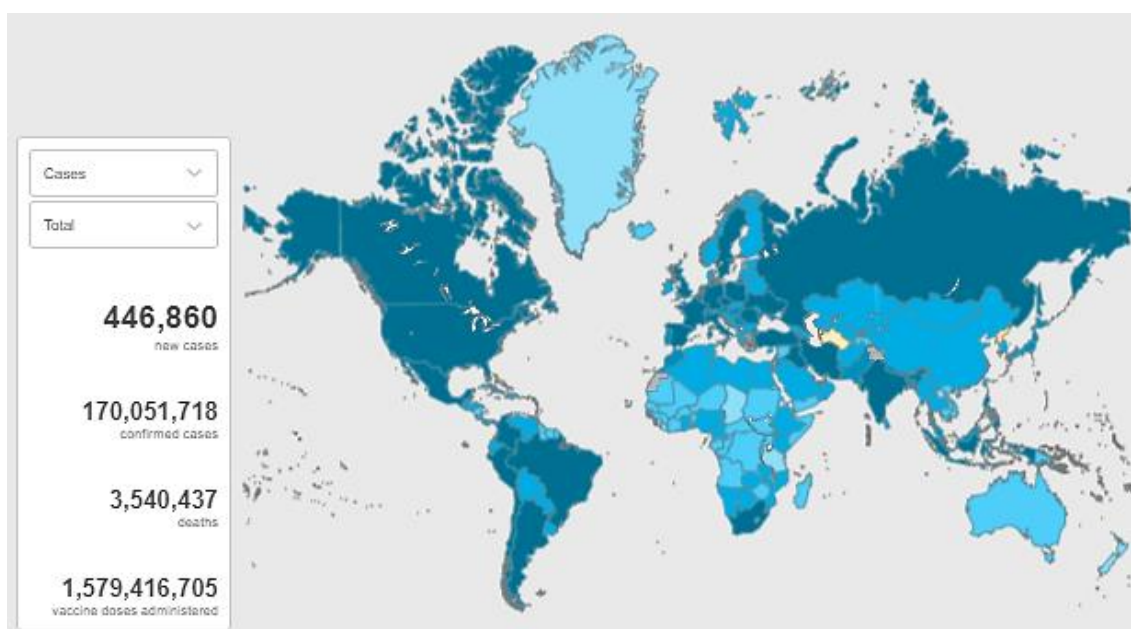 Cases
Total
446,860
new cases
170,051,718
confirmed cases
3,540,437
deaths
1,579,416,705
vaccine doses administered